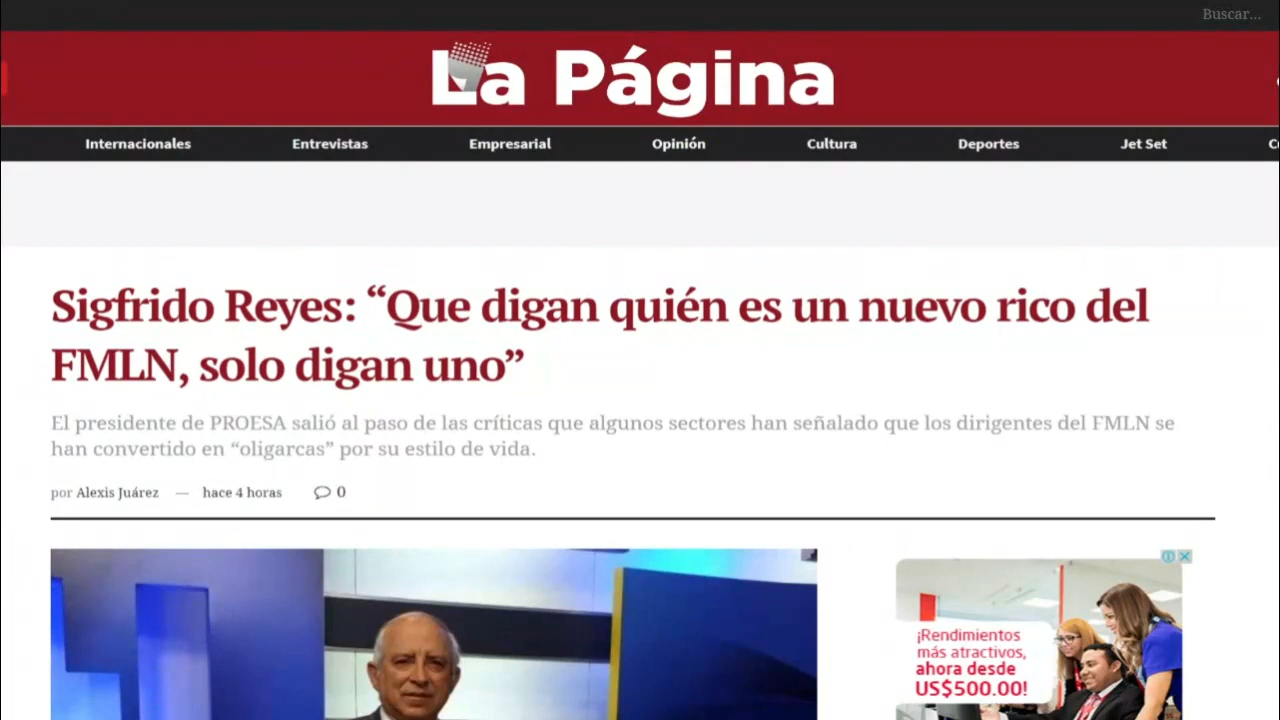 Buscar...
La Página
Internacionales Entrevistas Empresarial Opinión Cultura Deportes Jet Set
Sigfrido Reyes: “Que digan quién es un nuevo rico del
FMLN, solo digan uno”
El presidente de PROESA salió al paso de las críticas que algunos sectores han señalado que los dirigentes del FMLN se
han convertido en “oligarcas” por su estilo de vida.
por Alexis Juárez — hace 4 horas 0
¡Rendimientos
más atractivos,
ahora desde
US$500.00!